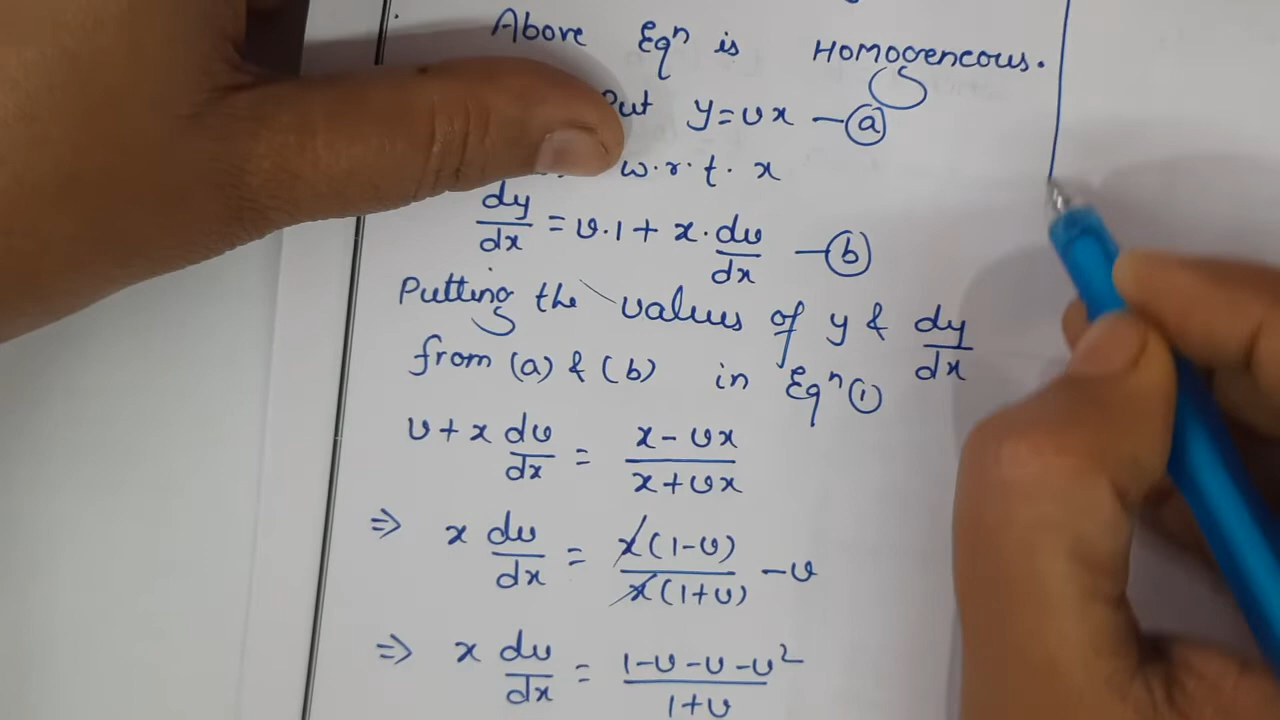 Above Eqⁿ is Homogeneous.
Put y=vx —(a)
w.r.t. x
dy/dx = v.1 + x.dv/dx —(b)
Putting the values of y & dy/dx
from (a) & (b) in Eqⁿ (1)
v + x dv/dx = x-vx/x+vx
⇒ x dv/dx = x(1-v)/x(1+v) - v
⇒ x dv/dx = 1-v-v-v²/1+v